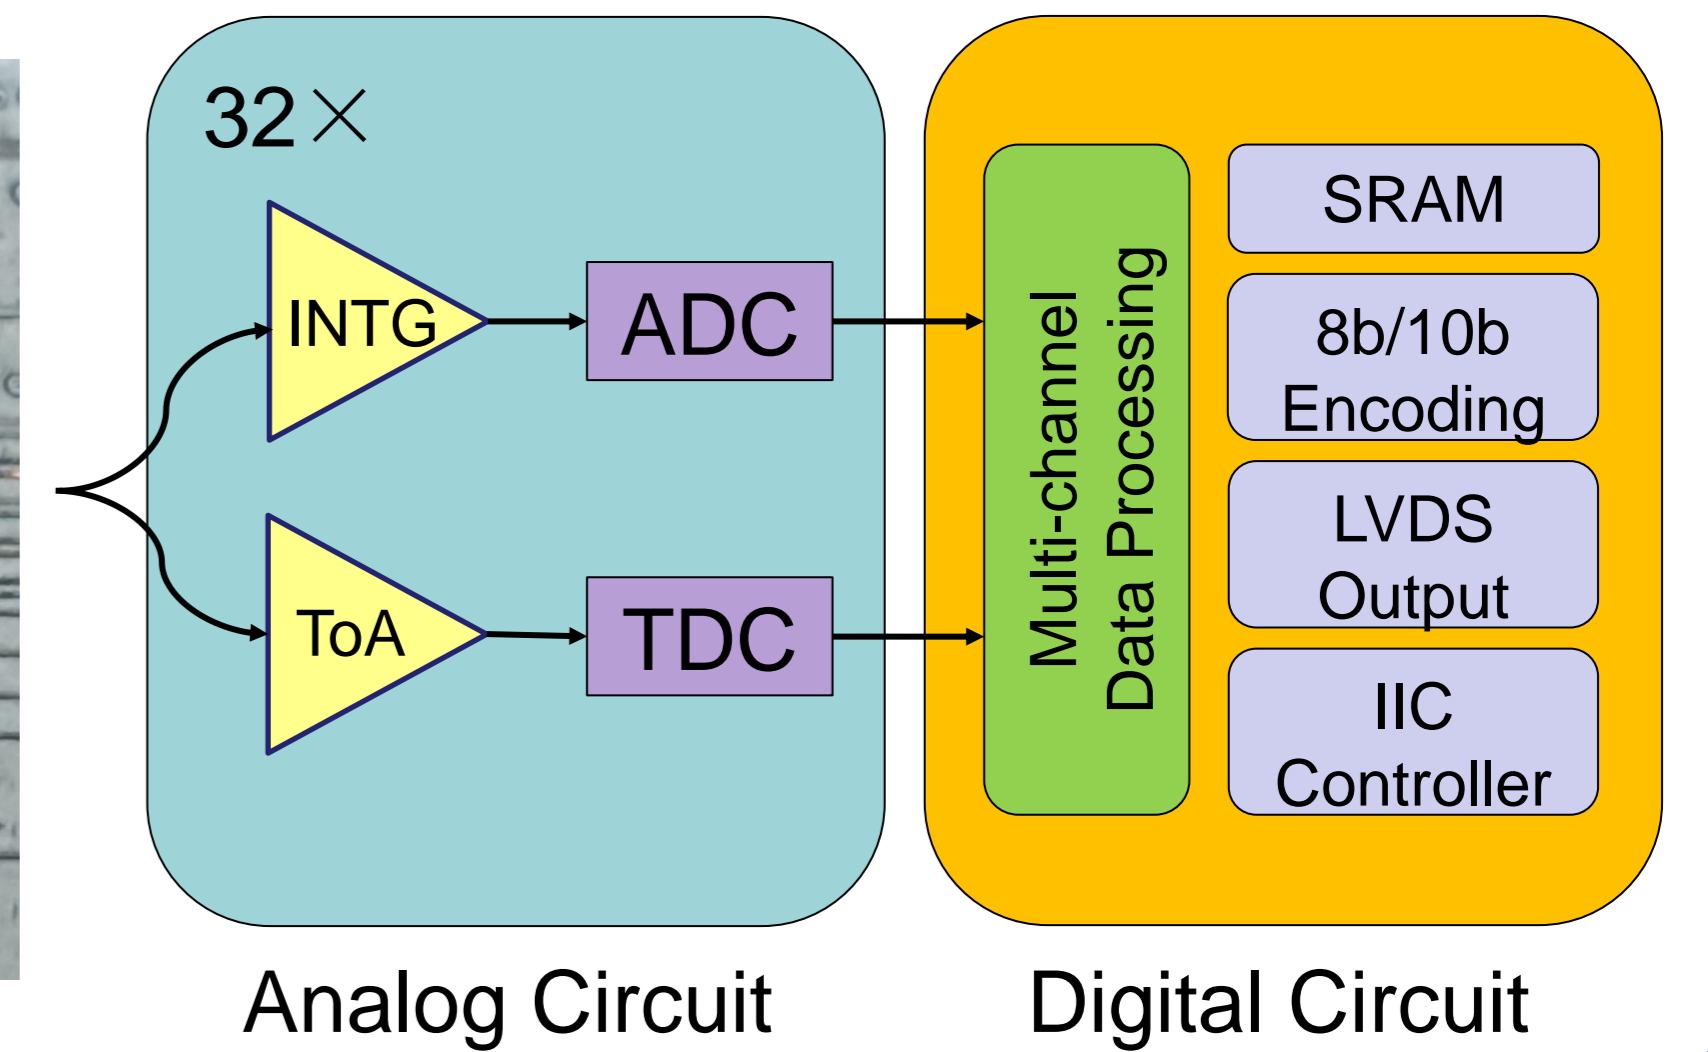 32×
INTG
ADC
ToA
TDC
Multi-channel
Data Processing
SRAM
8b/10b
Encoding
LVDS
Output
IIC
Controller
Analog Circuit
Digital Circuit